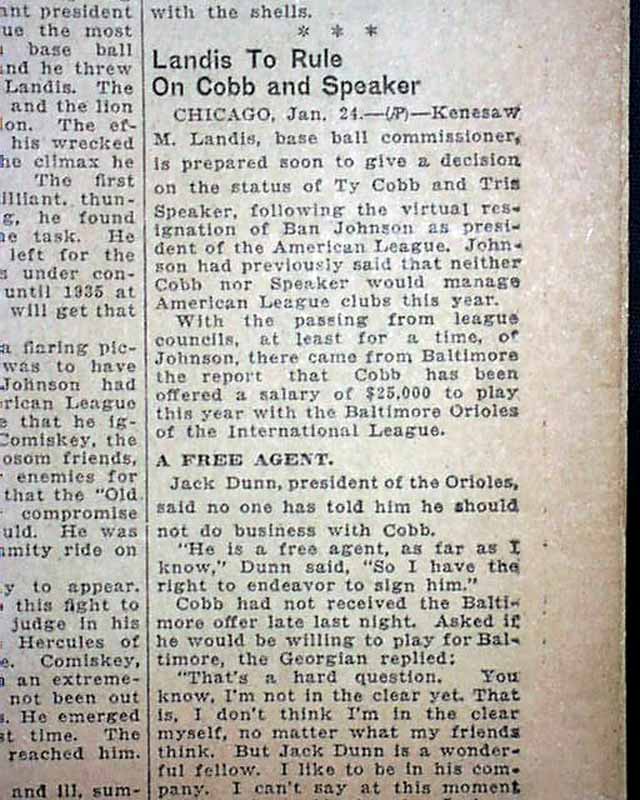 ant president
ue the most
base ball
and he threw
Landis. The
and the lion
ion. The ef-
his wrecked
he climax he
The first
illiant, thun-
g, he found
he task. He
left for the
s under con-
until 1935 at
will get that
a flaring pic-
was to have
Johnson had
rican League
e that he ig-
Comiskey, the
osom friends,
enemies for
that the "Old
compromise
uld. He was
amity ride on
y to appear.
this fight to
judge in his
Hercules of
e. Comiskey,
n an extreme-
not been out
s. He emerged
st time. The
reached him.
and ill, sum-
with the shells.
* * *
Landis To Rule
On Cobb and Speaker
CHICAGO, Jan. 24.—(AP)—Kenesaw
M. Landis, base ball commissioner,
is prepared soon to give a decision
on the status of Ty Cobb and Tris
Speaker, following the virtual res-
ignation of Ban Johnson as presi-
dent of the American League. John-
son had previously said that neither
Cobb nor Speaker would manage
American League clubs this year.
With the passing from league
councils, at least for a time, of
Johnson, there came from Baltimore
the report that Cobb has been
offered a salary of $25,000 to play
this year with the Baltimore Orioles
of the International League.
A FREE AGENT.
Jack Dunn, president of the Orioles,
said no one has told him he should
not do business with Cobb.
"He is a free agent, as far as I
know," Dunn said, "So I have the
right to endeavor to sign him."
Cobb had not received the Balti-
more offer late last night. Asked if
he would be willing to play for Bal-
timore, the Georgian replied:
"That's a hard question. You
know, I'm not in the clear yet. That
is, I don't think I'm in the clear
myself, no matter what my friends
think. But Jack Dunn is a wonder-
ful fellow. I like to be in his com-
pany. I can't say at this moment